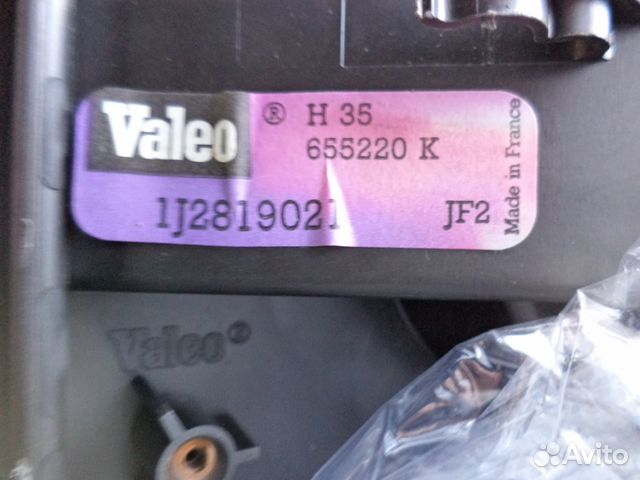 Valeo ® H 35
655220 K
1J2819021 JF2
Made in France
Valeo®
Avito